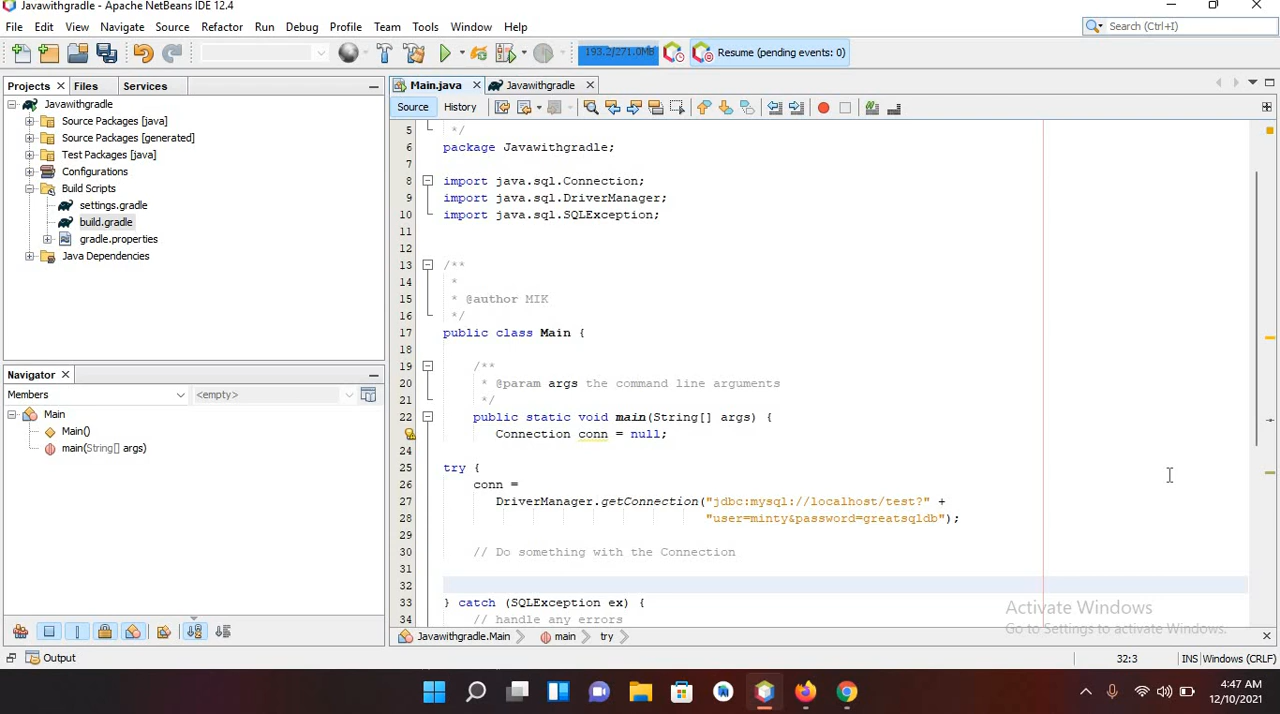 Javawithgradle - Apache NetBeans IDE 12.4
File Edit View Navigate Source Refactor Run Debug Profile Team Tools Window Help
Search (Ctrl+I)
193.2/271.0MB
Resume (pending events: 0)
Projects Files Services
Main.java Javawithgradle
Source History
Javawithgradle
Source Packages [java]
Source Packages [generated]
Test Packages [java]
Configurations
Build Scripts
settings.gradle
build.gradle
gradle.properties
Java Dependencies
Navigator
Members <empty>
Main
Main()
main(String[] args)
5 */
6 package Javawithgradle;
7
8 import java.sql.Connection;
9 import java.sql.DriverManager;
10 import java.sql.SQLException;
11
12
13 /**
14 *
15 * @author MIK
16 */
17 public class Main {
18
19 /**
20 * @param args the command line arguments
21 */
22 public static void main(String[] args) {
Connection conn = null;
24
25 try {
26 conn =
27 DriverManager.getConnection("jdbc:mysql://localhost/test?" +
28 "user=minty&password=greatsqldb");
29
30 // Do something with the Connection
31
32
33 } catch (SQLException ex) {
34 // handle any errors
Activate Windows
Go to Settings to activate Windows.
Javawithgradle.Main main try
Output
32:3 INS Windows (CRLF)
4:47 AM
12/10/2021